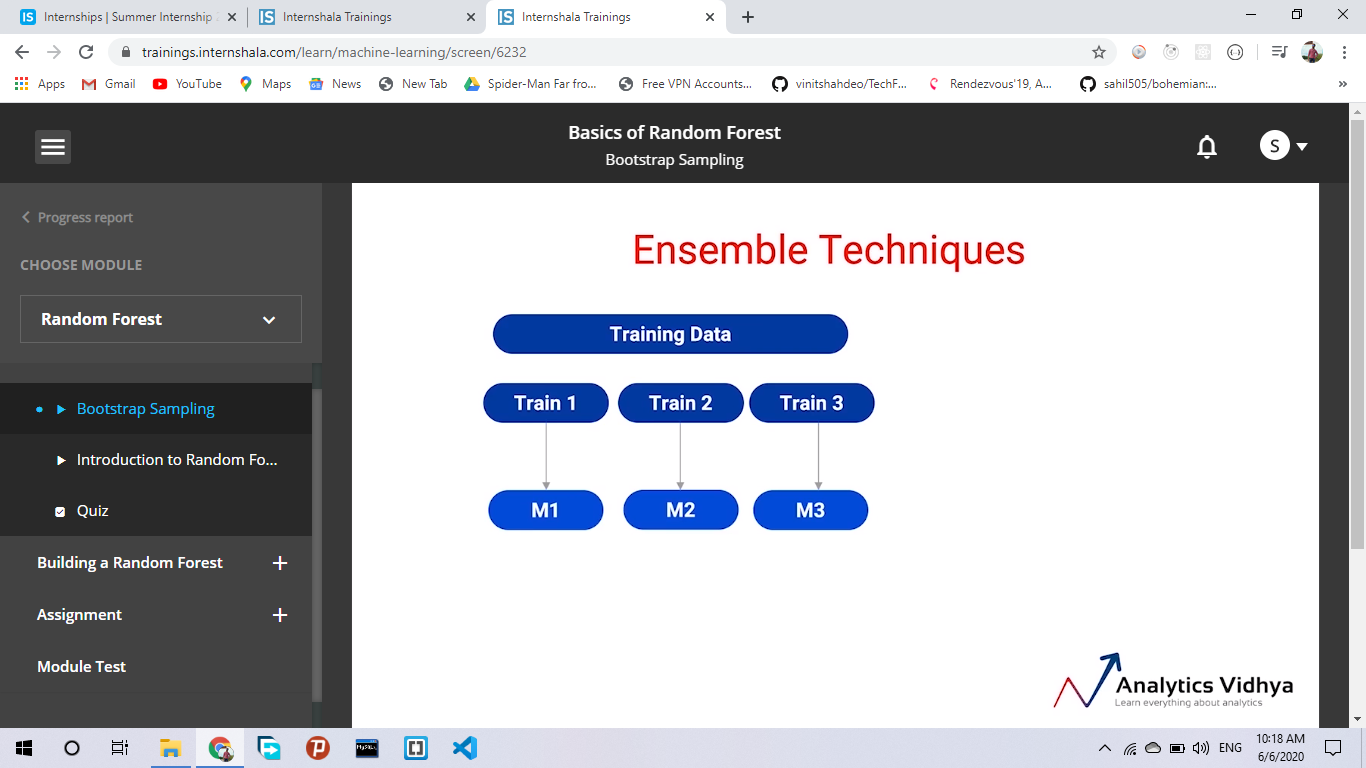 Internships | Summer Internship
Internshala Trainings
Internshala Trainings
trainings.internshala.com/learn/machine-learning/screen/6232
Apps
Gmail
YouTube
Maps
News
New Tab
Spider-Man Far fro...
Free VPN Accounts...
vinitshahdeo/TechF...
Rendezvous'19, A...
sahil505/bohemian:...
Basics of Random Forest
Bootstrap Sampling
S
Progress report
CHOOSE MODULE
Random Forest
Bootstrap Sampling
Introduction to Random Fo...
Quiz
Building a Random Forest
Assignment
Module Test
Ensemble Techniques
Training Data
Train 1
Train 2
Train 3
M1
M2
M3
Analytics Vidhya
Learn everything about analytics
ENG
10:18 AM
6/6/2020